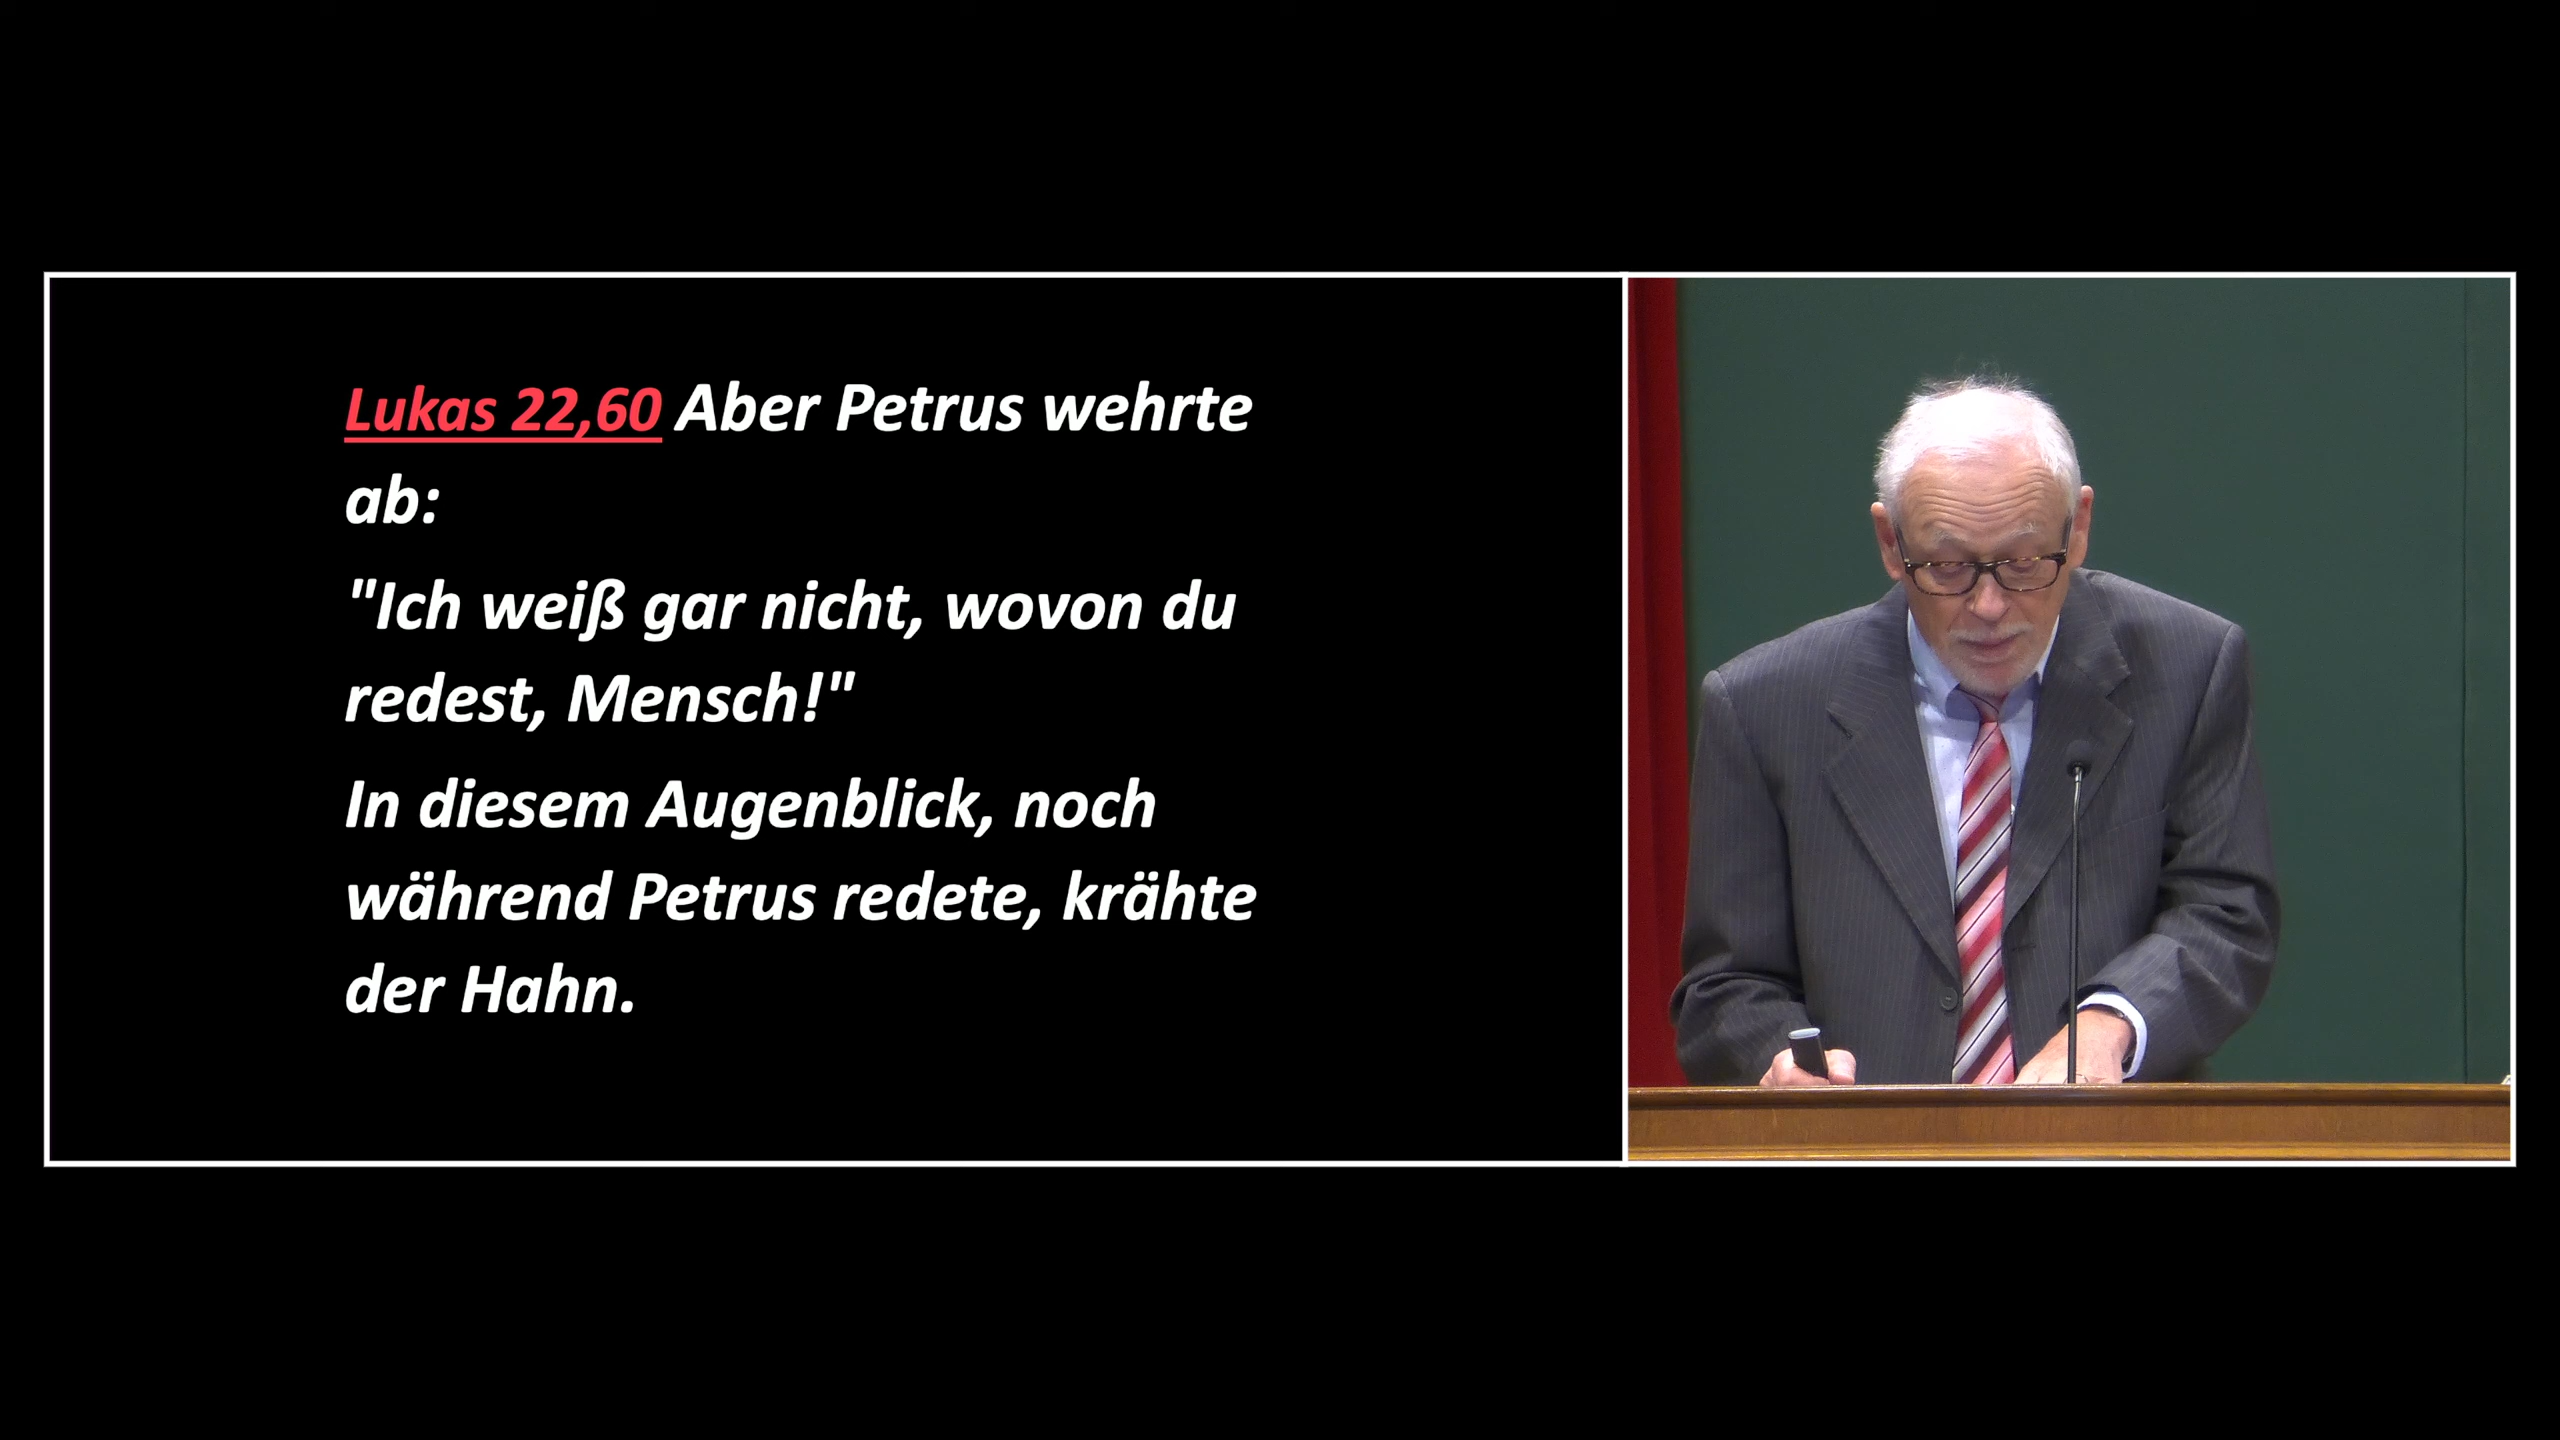 Lukas 22,60 Aber Petrus wehrte
ab:
"Ich weiß gar nicht, wovon du
redest, Mensch!"
In diesem Augenblick, noch
während Petrus redete, krähte
der Hahn.